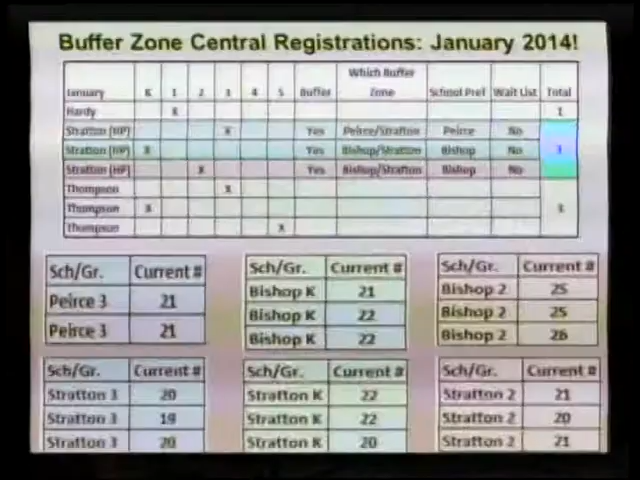 Buffer Zone Central Registrations: January 2014!
Which Buffer
January K 1 2 3 4 5 Buffer Zone School Pref Wait List Total
Hardy X 1
Stratton (HP) X Yes Peirce/Stratton Peirce No
Stratton (HP) X Yes Bishop/Stratton Bishop No 3
Stratton (HP) X Yes Bishop/Stratton Bishop No
Thompson X
Thompson X 3
Thompson X
Sch/Gr. Current # Sch/Gr. Current # Sch/Gr. Current #
Peirce 3 21 Bishop K 21 Bishop 2 25
Peirce 3 21 Bishop K 22 Bishop 2 25
Bishop K 22 Bishop 2 26
Sch/Gr. Current # Sch/Gr. Current # Sch/Gr. Current #
Stratton 3 20 Stratton K 22 Stratton 2 21
Stratton 3 19 Stratton K 22 Stratton 2 20
Stratton 3 20 Stratton K 20 Stratton 2 21